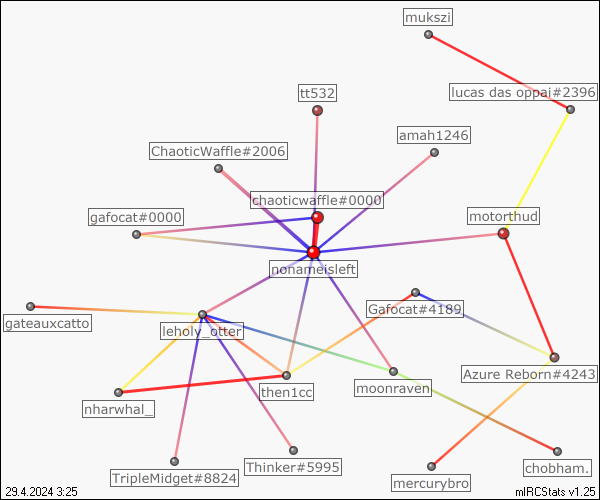 mukszi
lucas das oppai#2396
tt532
amah1246
ChaoticWaffle#2006
chaoticwaffle#0000
gafocat#0000
motorthud
nonameisleft
Gafocat#4189
gateauxcatto
leholy_otter
Azure Reborn#4243
then1cc
moonraven
nharwhal_
Thinker#5995
chobham.
TripleMidget#8824
mercurybro
29.4.2024 3:25
mIRCStats v1.25